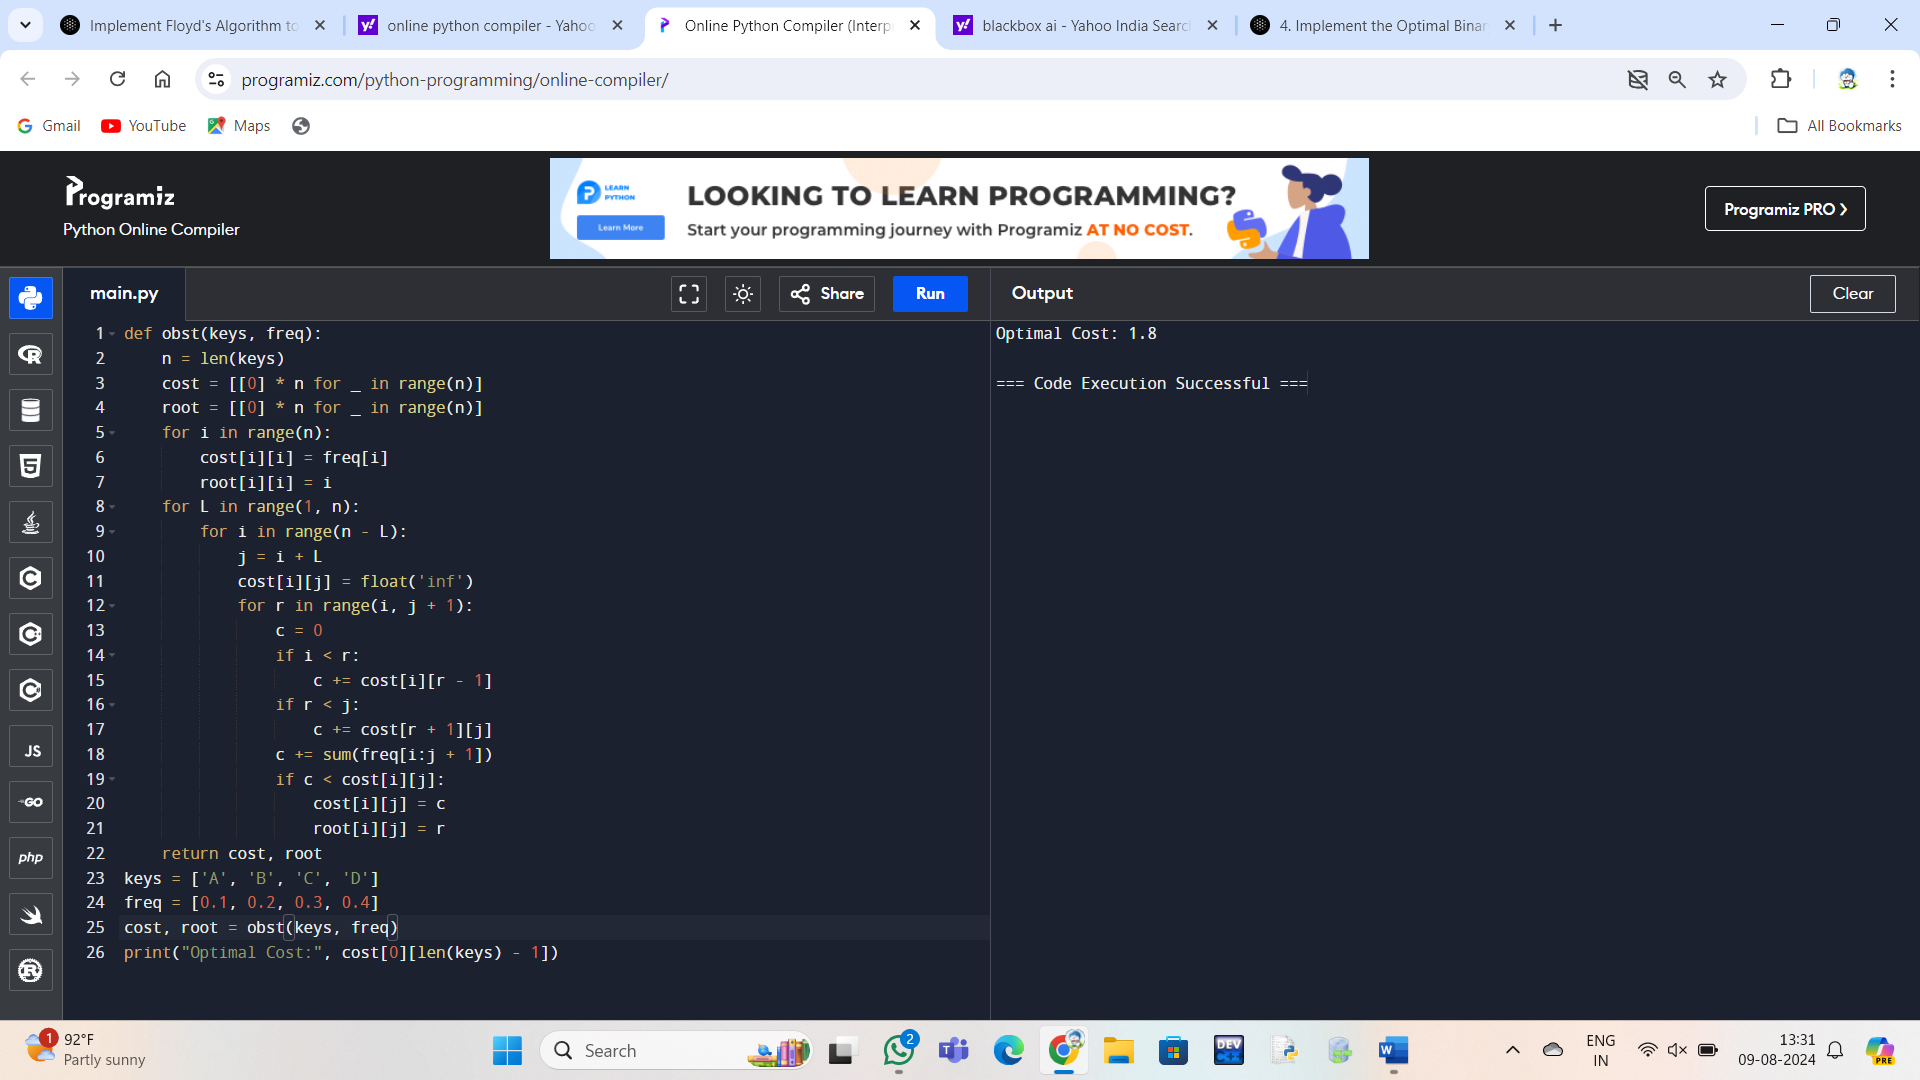 Implement Floyd's Algorithm to
online python compiler - Yahoo
Online Python Compiler (Interp
blackbox ai - Yahoo India Search
4. Implement the Optimal Binar
programiz.com/python-programming/online-compiler/
Gmail
YouTube
Maps
All Bookmarks
Programiz
Python Online Compiler
LEARN
PYTHON
Learn More
LOOKING TO LEARN PROGRAMMING?
Start your programming journey with Programiz AT NO COST.
Programiz PRO ❯
main.py
Share
Run
Output
Clear
1 def obst(keys, freq):
2 n = len(keys)
3 cost = [[0] * n for _ in range(n)]
4 root = [[0] * n for _ in range(n)]
5 for i in range(n):
6 cost[i][i] = freq[i]
7 root[i][i] = i
8 for L in range(1, n):
9 for i in range(n - L):
10 j = i + L
11 cost[i][j] = float('inf')
12 for r in range(i, j + 1):
13 c = 0
14 if i < r:
15 c += cost[i][r - 1]
16 if r < j:
17 c += cost[r + 1][j]
18 c += sum(freq[i:j + 1])
19 if c < cost[i][j]:
20 cost[i][j] = c
21 root[i][j] = r
22 return cost, root
23 keys = ['A', 'B', 'C', 'D']
24 freq = [0.1, 0.2, 0.3, 0.4]
25 cost, root = obst(keys, freq)
26 print("Optimal Cost:", cost[0][len(keys) - 1])
Optimal Cost: 1.8
=== Code Execution Successful ===
JS
GO
php
1
92°F
Partly sunny
Search
2
DEV
W
ENG
IN
13:31
09-08-2024
PRE